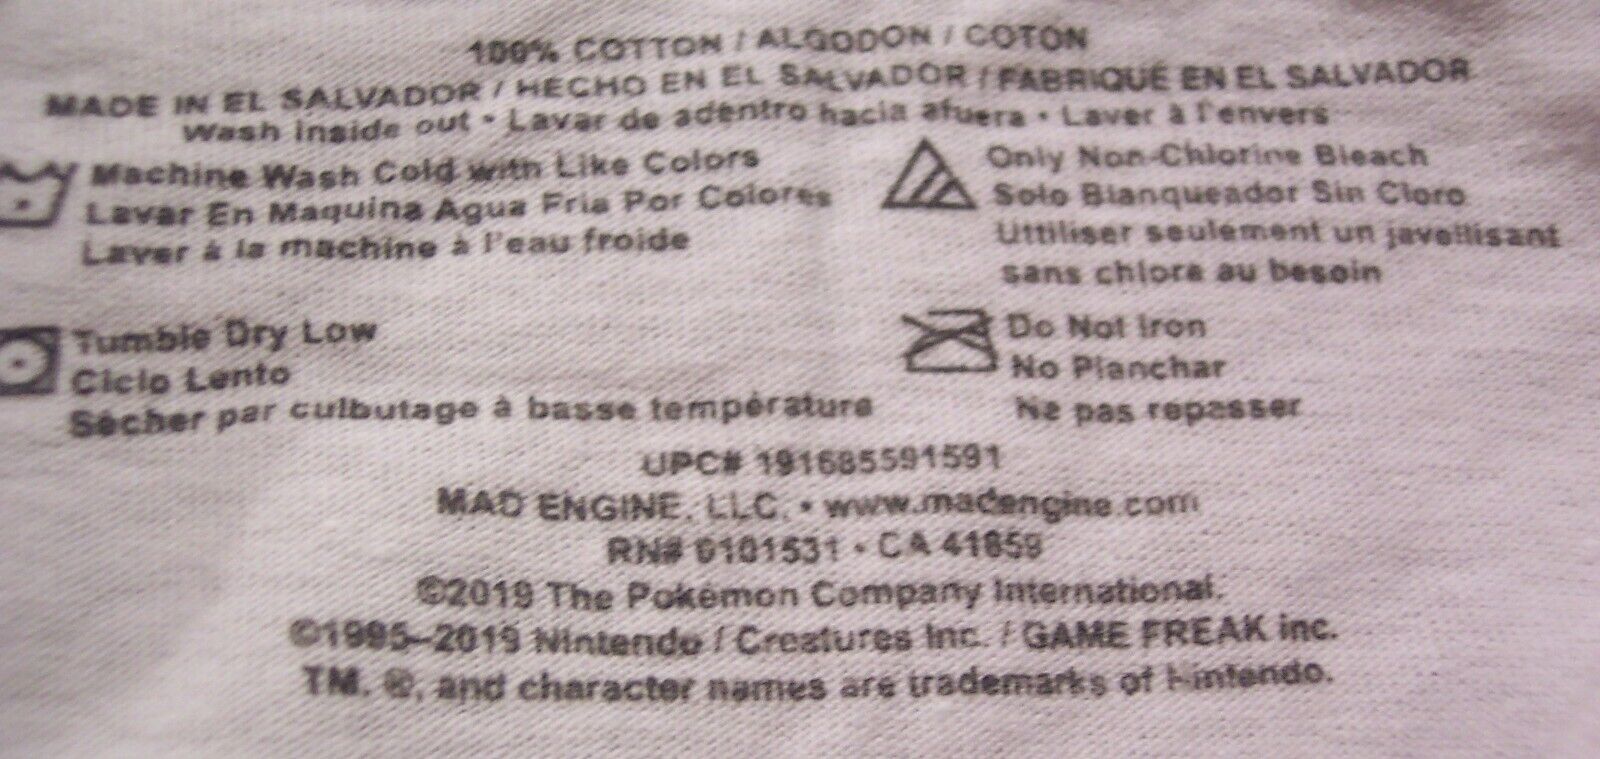 100% COTTON / ALGODON / COTON
MADE IN EL SALVADOR / HECHO EN EL SALVADOR / FABRIQUÉ EN EL SALVADOR
Wash inside out • Lavar de adentro hacia afuera • Laver à l'envers
Machine Wash Cold with Like Colors
Lavar En Maquina Agua Fria Por Colores
Laver à la machine à l'eau froide
Only Non-Chlorine Bleach
Solo Blanqueador Sin Cloro
Uttiliser seulement un javellisant
sans chlora au besoin
Tumble Dry Low
Ciclo Lento
Sécher par culbutage à basse température
Do Not Iron
No Planchar
Ne pas repasser
UPC# 191685591591
MAD ENGINE, LLC. • www.madengine.com
RN# 0101531 • CA 41859
©2019 The Pokémon Company International.
©1995–2019 Nintendo / Creatures Inc. / GAME FREAK inc.
TM, ®, and character names are trademarks of Nintendo.